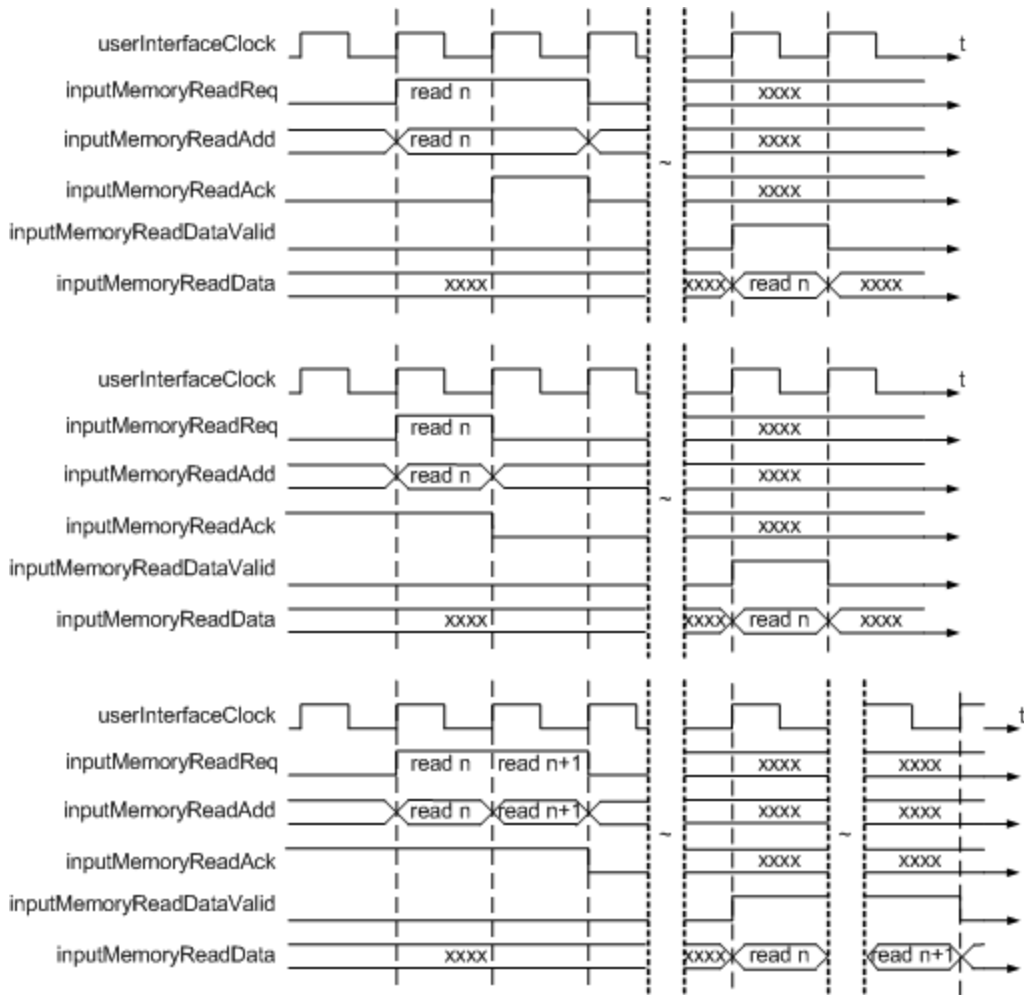 userInterfaceClock t
inputMemoryReadReq read n xxxx
inputMemoryReadAdd read n xxxx
~
inputMemoryReadAck xxxx
inputMemoryReadDataValid
inputMemoryReadData xxxx xxxx read n xxxx
userInterfaceClock t
inputMemoryReadReq read n xxxx
inputMemoryReadAdd read n xxxx
~
inputMemoryReadAck xxxx
inputMemoryReadDataValid
inputMemoryReadData xxxx xxxx read n xxxx
userInterfaceClock t
inputMemoryReadReq read n read n+1 xxxx xxxx
inputMemoryReadAdd read n read n+1 xxxx xxxx
~ ~
inputMemoryReadAck xxxx xxxx
inputMemoryReadDataValid
inputMemoryReadData xxxx xxxx read n read n+1